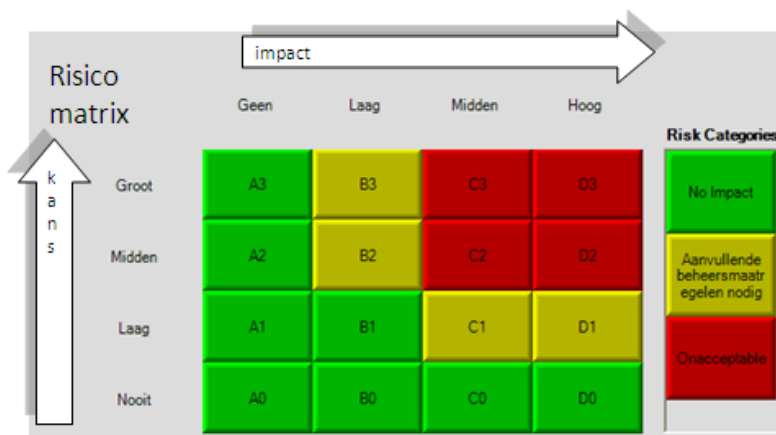 impact
Risico
matrix
Geen Laag Midden Hoog
Risk Categories
kans
Groot A3 B3 C3 D3
No Impact
Midden A2 B2 C2 D2
Aanvullende
beheersmaatr
egelen nodig
Laag A1 B1 C1 D1
Onacceptable
Nooit A0 B0 C0 D0